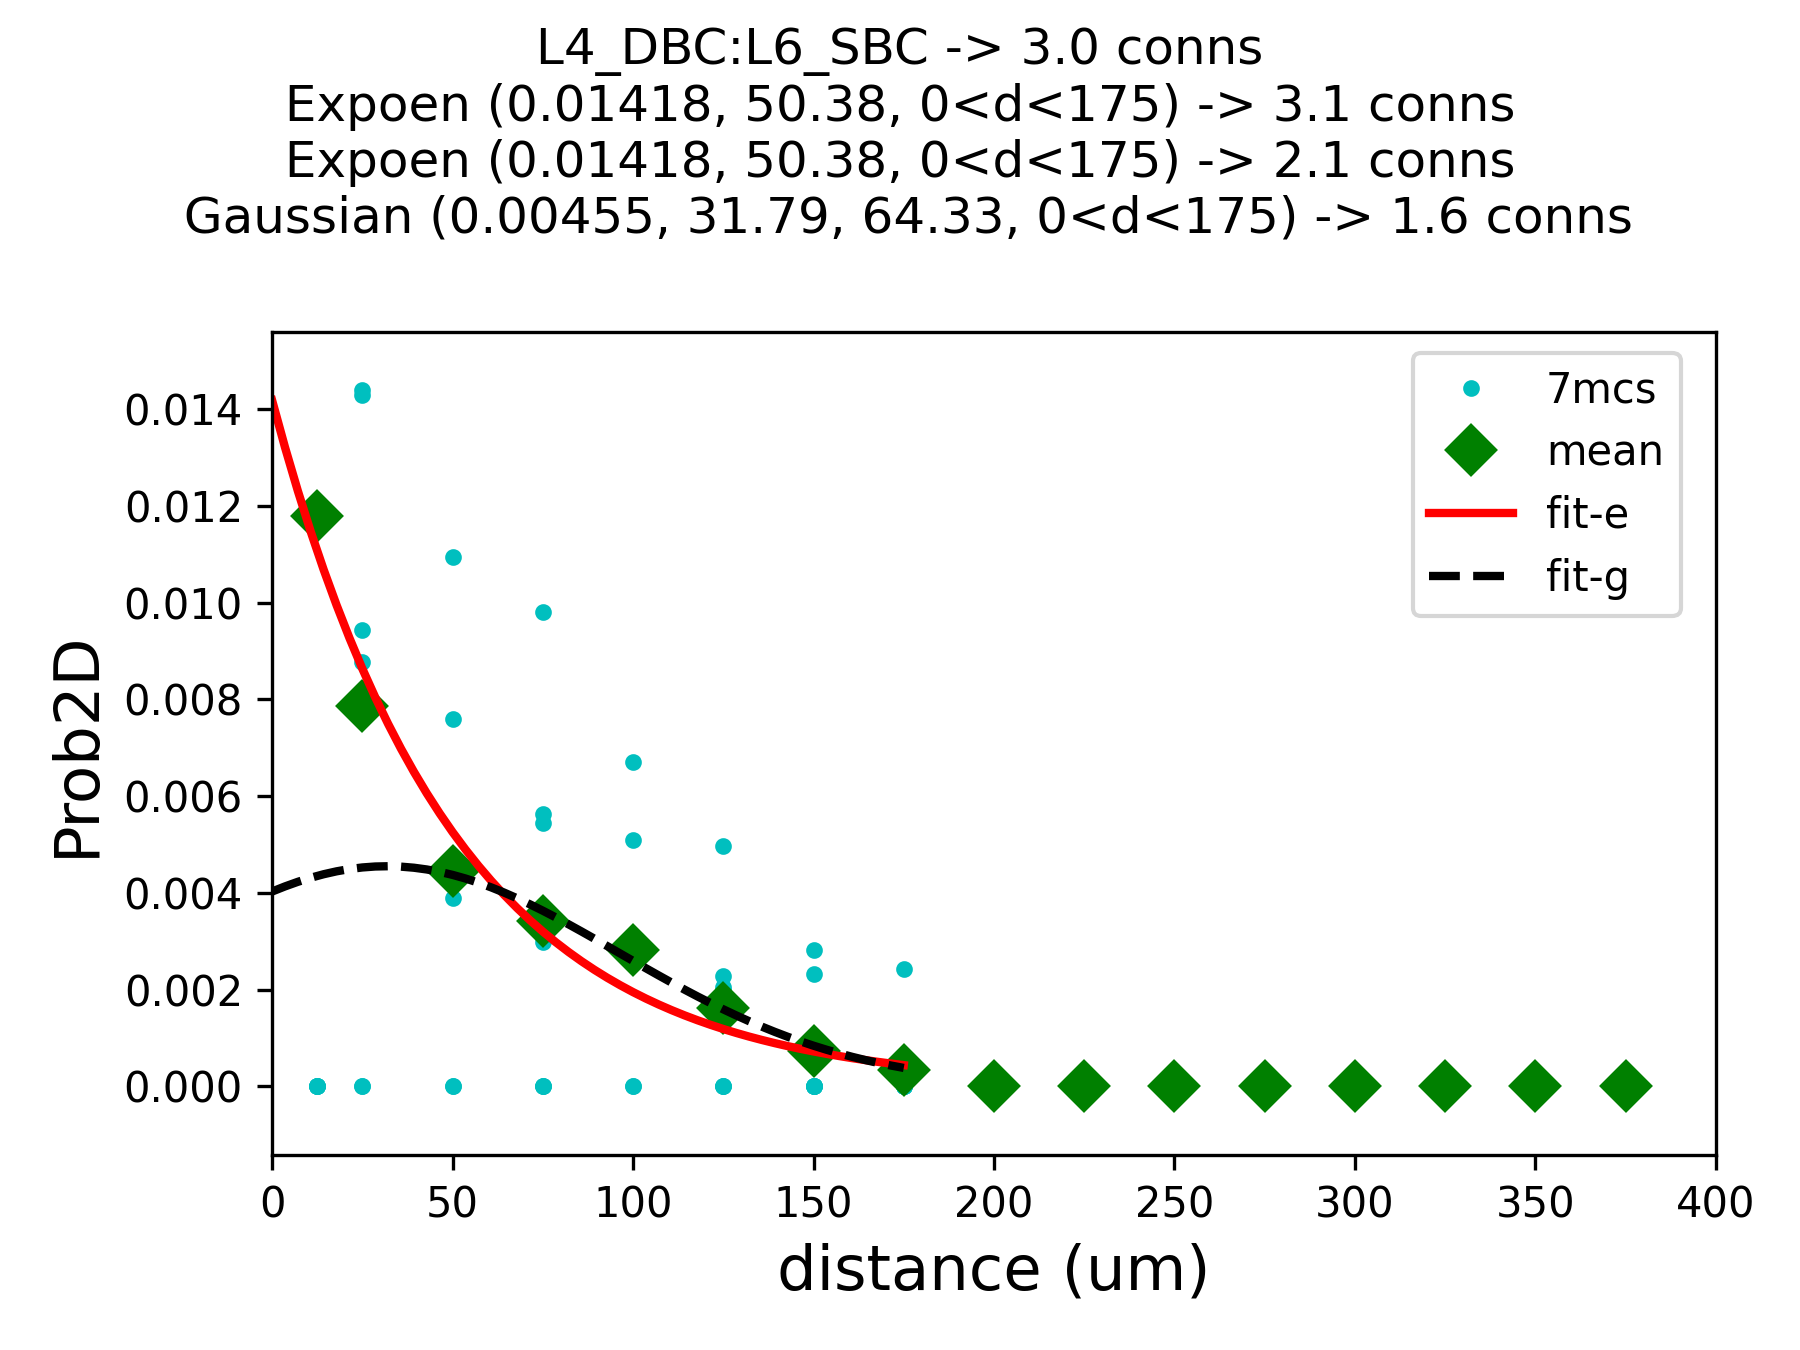 L4_DBC:L6_SBC -> 3.0 conns
Expoen (0.01418, 50.38, 0<d<175) -> 3.1 conns
Expoen (0.01418, 50.38, 0<d<175) -> 2.1 conns
Gaussian (0.00455, 31.79, 64.33, 0<d<175) -> 1.6 conns
7mcs
mean
fit-e
fit-g
Prob2D
0.014
0.012
0.010
0.008
0.006
0.004
0.002
0.000
0 50 100 150 200 250 300 350 400
distance (um)